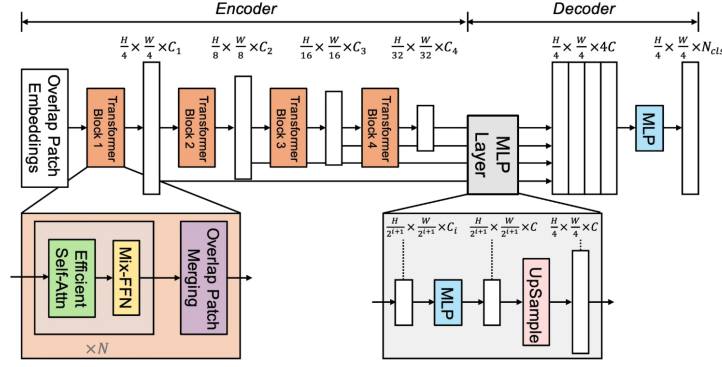 Encoder
Decoder
H/4 × W/4 × C₁
H/8 × W/8 × C₂
H/16 × W/16 × C₃
H/32 × W/32 × C₄
H/4 × W/4 × 4C
H/4 × W/4 × N_cls
Overlap Patch
Embeddings
Transformer
Block 1
Transformer
Block 2
Transformer
Block 3
Transformer
Block 4
MLP
Layer
MLP
Efficient
Self-Attn
Mix-FFN
Overlap Patch
Merging
×N
H/2^{i+1} × W/2^{i+1} × C_i
H/2^{i+1} × W/2^{i+1} × C
H/4 × W/4 × C
MLP
UpSample